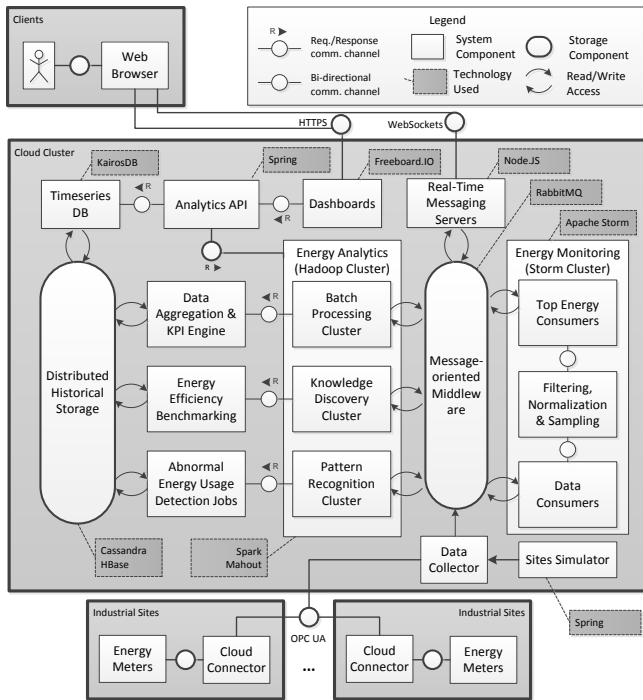 Clients
Web
Browser
Legend
R
Req./Response
comm. channel
Bi-directional
comm. channel
System
Component
Technology
Used
Storage
Component
Read/Write
Access
HTTPS
WebSockets
Cloud Cluster
KairosDB
Spring
Freeboard.IO
Node.JS
RabbitMQ
Apache Storm
Timeseries
DB
R
Analytics API
R
Dashboards
Real-Time
Messaging
Servers
R
Energy Analytics
(Hadoop Cluster)
Energy Monitoring
(Storm Cluster)
Distributed
Historical
Storage
Data
Aggregation &
KPI Engine
R
Batch
Processing
Cluster
Message-
oriented
Middlew
are
Top Energy
Consumers
Energy
Efficiency
Benchmarking
R
Knowledge
Discovery
Cluster
Filtering,
Normalization
& Sampling
Abnormal
Energy Usage
Detection Jobs
R
Pattern
Recognition
Cluster
Data
Consumers
Cassandra
HBase
Spark
Mahout
Data
Collector
Sites Simulator
Spring
Industrial Sites
Energy
Meters
Cloud
Connector
OPC UA
...
Industrial Sites
Cloud
Connector
Energy
Meters